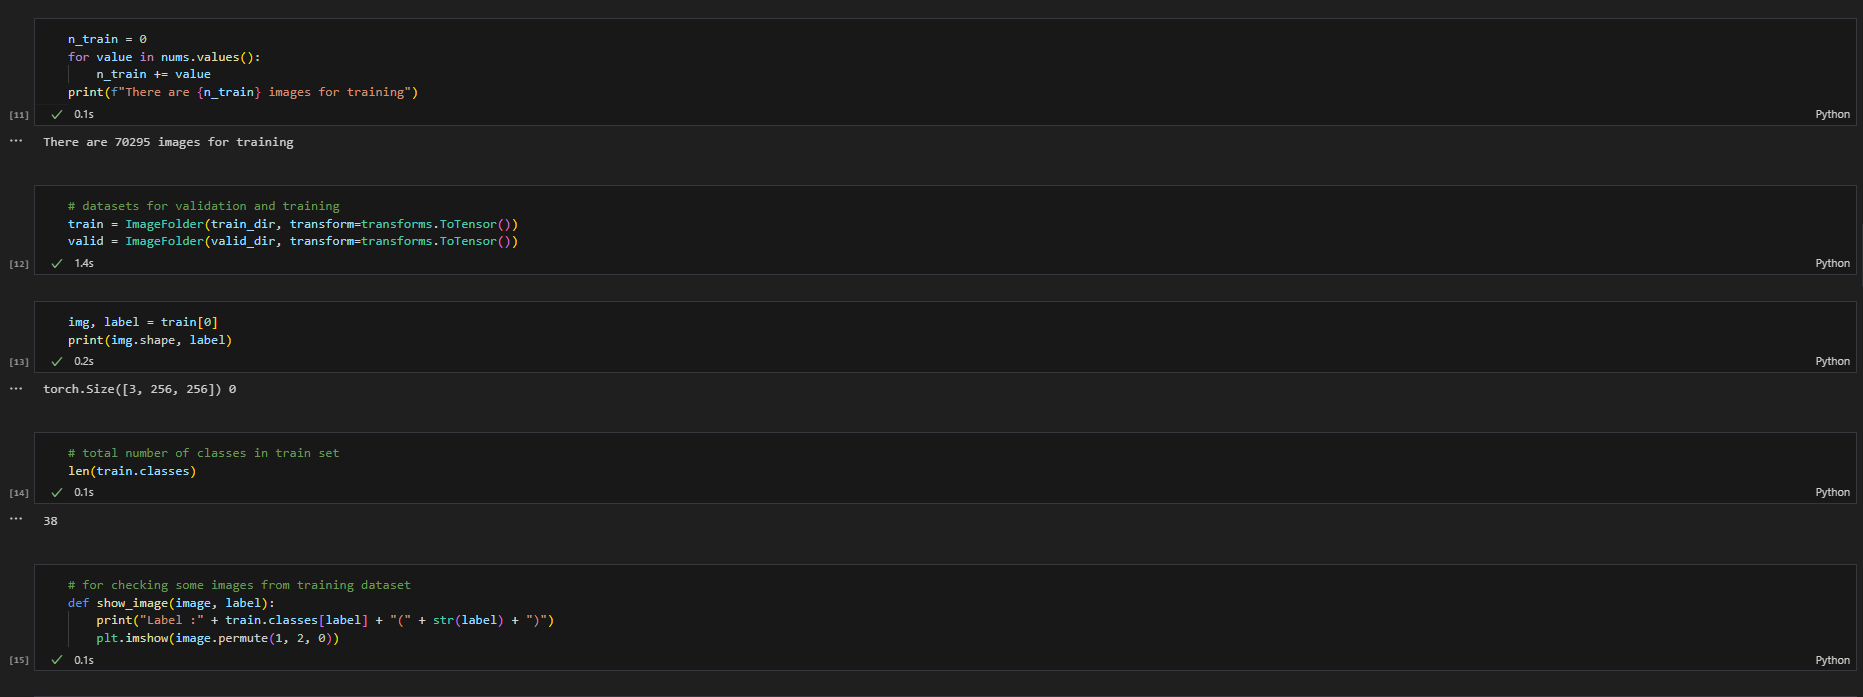 n_train = 0
for value in nums.values():
    n_train += value
print(f"There are {n_train} images for training")
[11] ✓ 0.1s Python
... There are 70295 images for training
# datasets for validation and training
train = ImageFolder(train_dir, transform=transforms.ToTensor())
valid = ImageFolder(valid_dir, transform=transforms.ToTensor())
[12] ✓ 1.4s Python
img, label = train[0]
print(img.shape, label)
[13] ✓ 0.2s Python
... torch.Size([3, 256, 256]) 0
# total number of classes in train set
len(train.classes)
[14] ✓ 0.1s Python
... 38
# for checking some images from training dataset
def show_image(image, label):
    print("Label :" + train.classes[label] + "(" + str(label) + ")")
    plt.imshow(image.permute(1, 2, 0))
[15] ✓ 0.1s Python